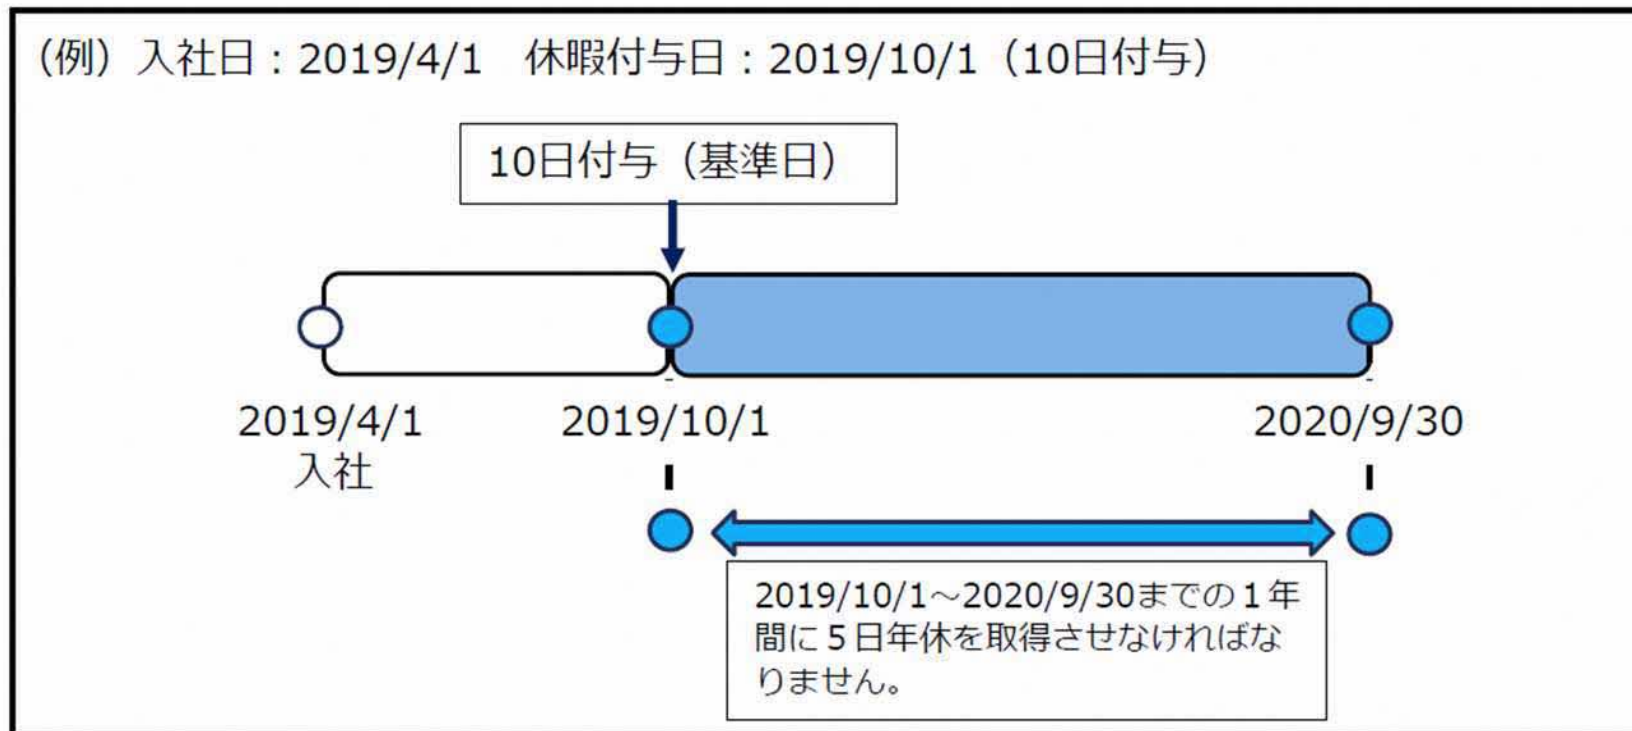 （例）入社日：2019/4/1　休暇付与日：2019/10/1（10日付与）
10日付与（基準日）
2019/4/1
入社
2019/10/1
2020/9/30
2019/10/1～2020/9/30までの１年
間に５日年休を取得させなければな
りません。